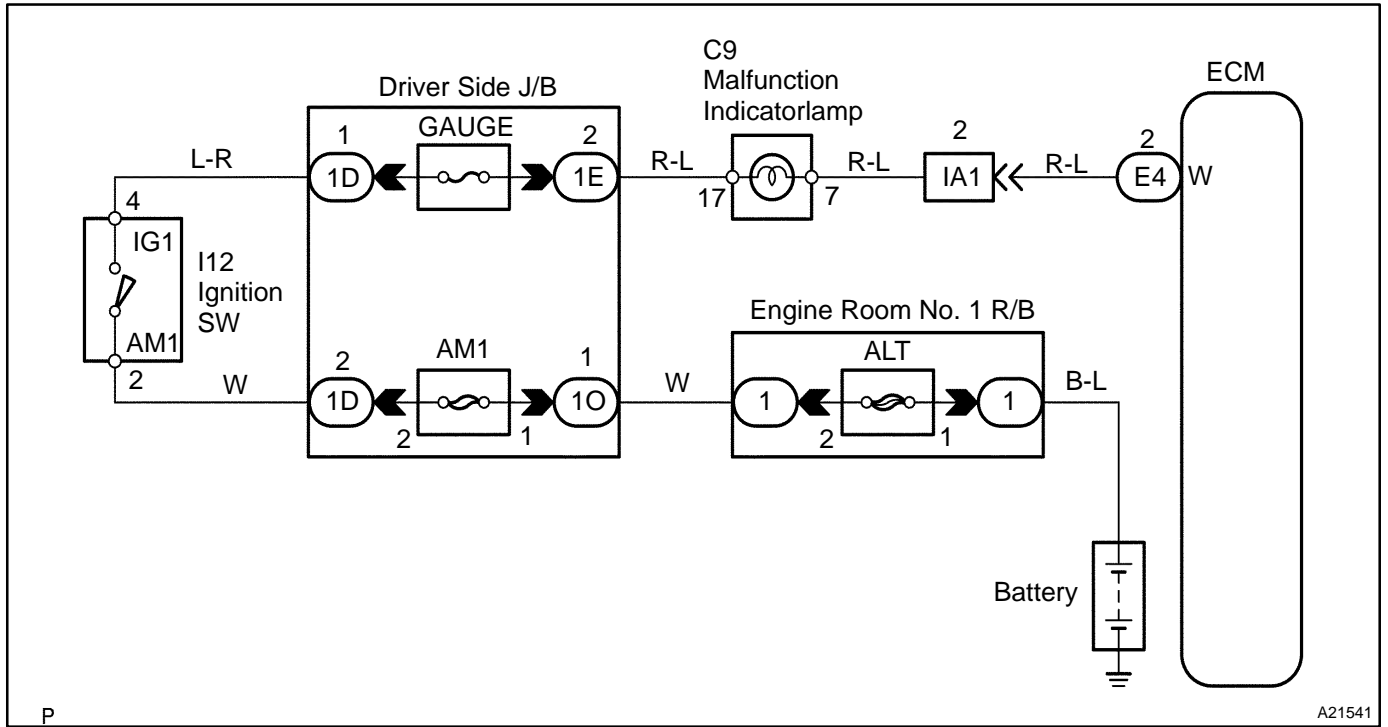 C9
Malfunction
Indicatorlamp
ECM
Driver Side J/B
GAUGE
1
2
2
2
L-R
1D
1E
R-L
R-L
IA1
R-L
E4
W
17
7
4
IG1
I12
Ignition
SW
AM1
2
Engine Room No. 1 R/B
AM1
ALT
2
1
W
1D
1O
W
1
1
B-L
2
1
2
1
Battery
P
A21541